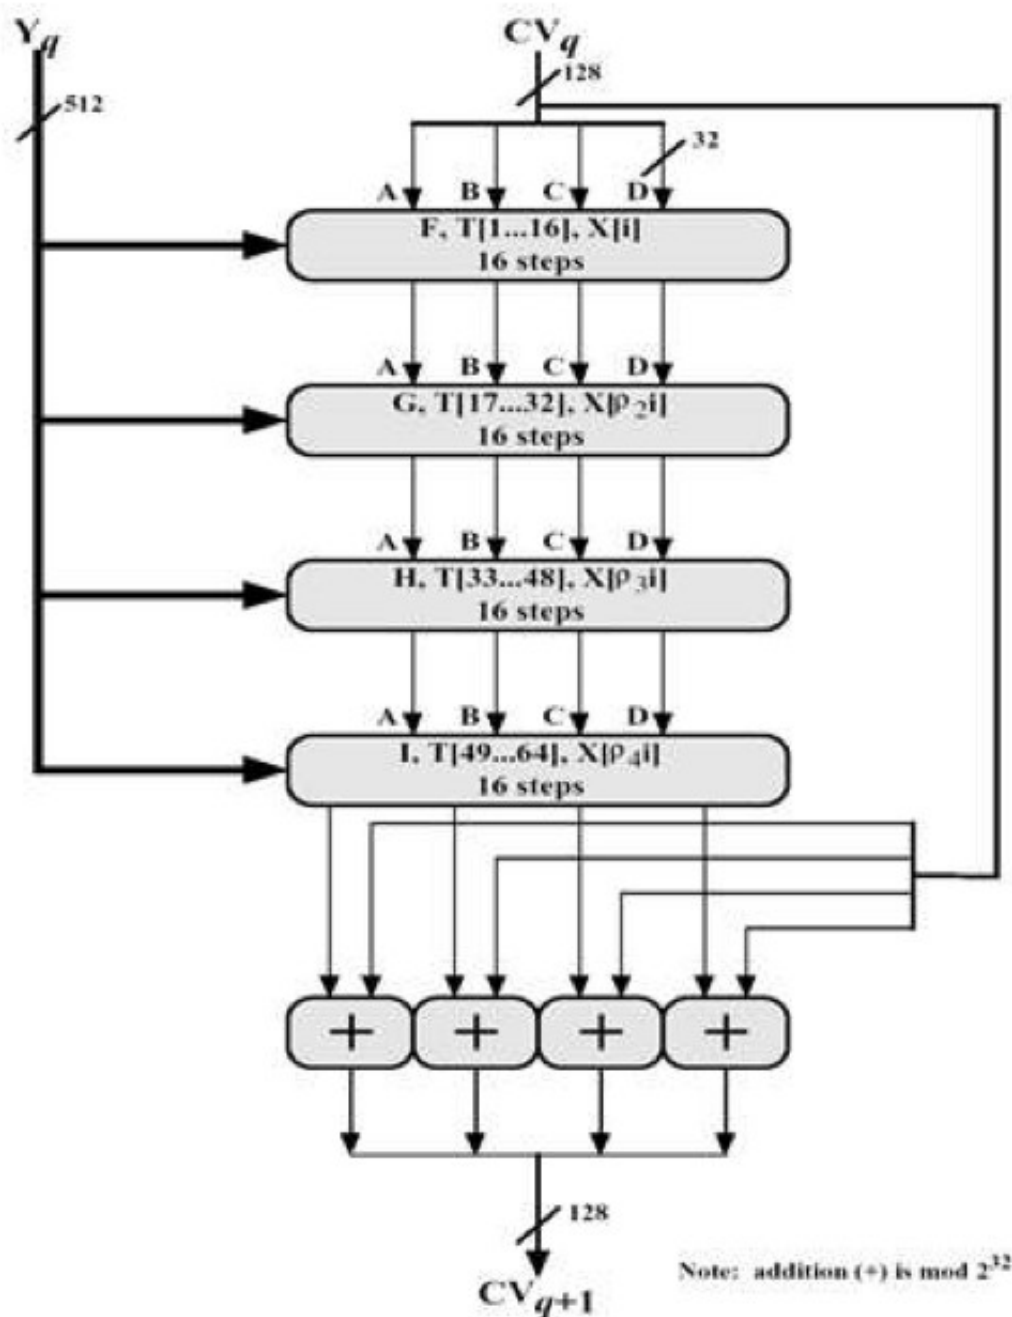 Yq CVq
512 128
32
A B C D
F, T[1...16], X[i]
16 steps
A B C D
G, T[17...32], X[ρ2i]
16 steps
A B C D
H, T[33...48], X[ρ3i]
16 steps
A B C D
I, T[49...64], X[ρ4i]
16 steps
+ + + +
128
Note: addition (+) is mod 2^32
CVq+1